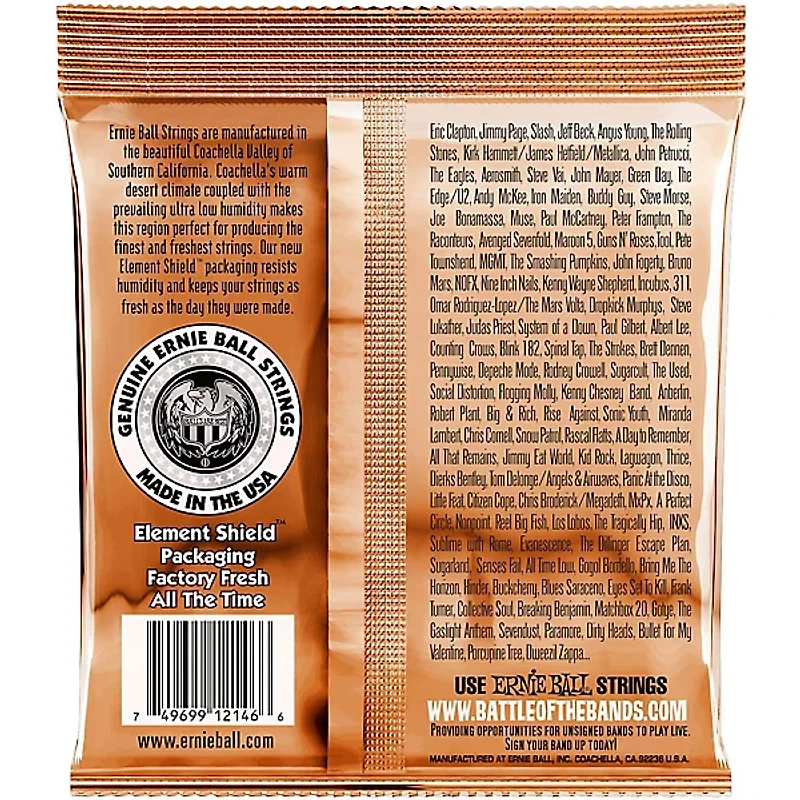 Ernie Ball Strings are manufactured in
the beautiful Coachella Valley of
Southern California. Coachella's warm
desert climate coupled with the
prevailing ultra low humidity makes
this region perfect for producing the
finest and freshest strings. Our new
Element Shield™ packaging resists
humidity and keeps your strings as
fresh as the day they were made.
GENUINE ERNIE BALL STRINGS
MADE IN THE USA
Element Shield™
Packaging
Factory Fresh
All The Time
7 49699 12146 6
www.ernieball.com
Eric Clapton, Jimmy Page, Slash, Jeff Beck, Angus Young, The Rolling
Stones, Kirk Hammett/James Hetfield/Metallica, John Petrucci,
The Eagles, Aerosmith, Steve Vai, John Mayer, Green Day, The
Edge/U2, Andy McKee, Iron Maiden, Buddy Guy, Steve Morse,
Joe Bonamassa, Muse, Paul McCartney, Peter Frampton, The
Raconteurs, Avenged Sevenfold, Maroon 5, Guns N' Roses, Tool, Pete
Townshend, MGMT, The Smashing Pumpkins, John Fogerty, Bruno
Mars, NOFX, Nine Inch Nails, Kenny Wayne Shepherd, Incubus, 311,
Omar Rodriguez-Lopez/The Mars Volta, Dropkick Murphys, Steve
Lukather, Judas Priest, System of a Down, Paul Gilbert, Albert Lee,
Counting Crows, Blink 182, Spinal Tap, The Strokes, Brett Dennen,
Pennywise, Depeche Mode, Rodney Crowell, Sugarcult, The Used,
Social Distortion, Flogging Molly, Kenny Chesney Band, Anberlin,
Robert Plant, Big & Rich, Rise Against, Sonic Youth, Miranda
Lambert, Chris Cornell, Snow Patrol, Rascal Flatts, A Day to Remember,
All That Remains, Jimmy Eat World, Kid Rock, Lagwagon, Thrice,
Dierks Bentley, Tom Delonge/Angels & Airwaves, Panic At the Disco,
Little Feat, Citizen Cope, Chris Broderick/Megadeth, MxPx, A Perfect
Circle, Nonpoint, Reel Big Fish, Los Lobos, The Tragically Hip, INXS,
Sublime with Rome, Evanescence, The Dillinger Escape Plan,
Sugarland, Senses Fail, All Time Low, Gogol Bordello, Bring Me The
Horizon, Hinder, Buckcherry, Blues Saraceno, Eyes Set To Kill, Frank
Turner, Collective Soul, Breaking Benjamin, Matchbox 20, Gotye, The
Gaslight Anthem, Sevendust, Paramore, Dirty Heads, Bullet For My
Valentine, Porcupine Tree, Dweezil Zappa...
USE ERNIE BALL STRINGS
WWW.BATTLEOFTHEBANDS.COM
PROVIDING OPPORTUNITIES FOR UNSIGNED BANDS TO PLAY LIVE.
SIGN YOUR BAND UP TODAY!
MANUFACTURED AT ERNIE BALL, INC. COACHELLA, CA. 92236 U.S.A.